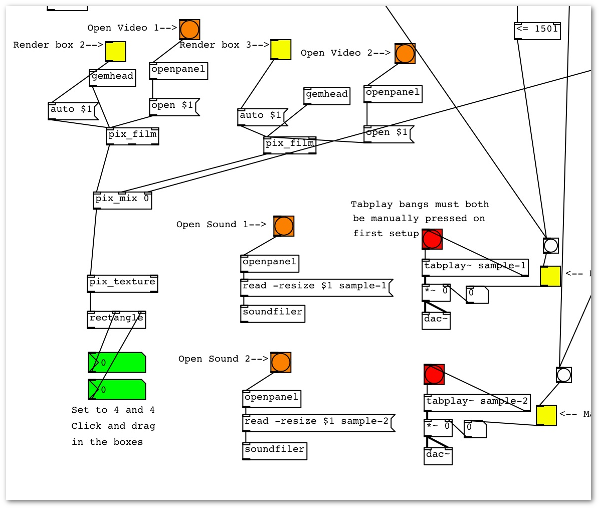 Open Video 1-->
<= 1501
Render box 2-->
Render box 3-->
Open Video 2-->
gemhead
openpanel
gemhead
openpanel
auto $1
open $1
auto $1
open $1
pix_film
pix_film
pix_mix 0
Tabplay bangs must both
be manually pressed on
first setup
Open Sound 1-->
openpanel
tabplay~ sample-1
<--
pix_texture
read -resize $1 sample-1
*~ 0
0
rectangle
soundfiler
dac~
0
Open Sound 2-->
0
openpanel
tabplay~ sample-2
Set to 4 and 4
Click and drag
in the boxes
read -resize $1 sample-2
*~ 0
0
<-- M
soundfiler
dac~